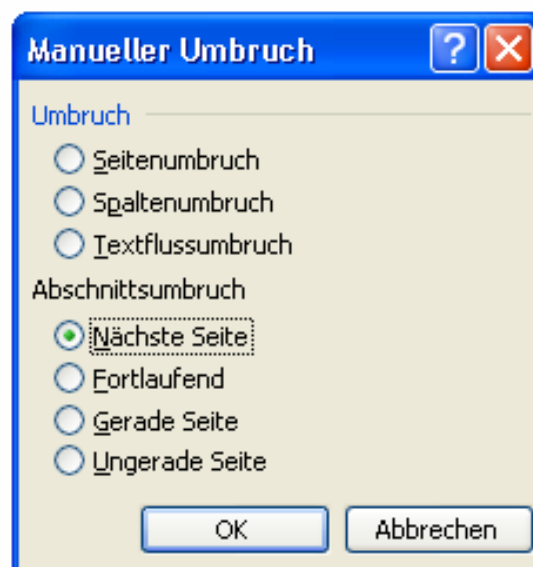 Manueller Umbruch ?
Umbruch
Seitenumbruch
Spaltenumbruch
Textflussumbruch
Abschnittsumbruch
Nächste Seite
Fortlaufend
Gerade Seite
Ungerade Seite
OK Abbrechen